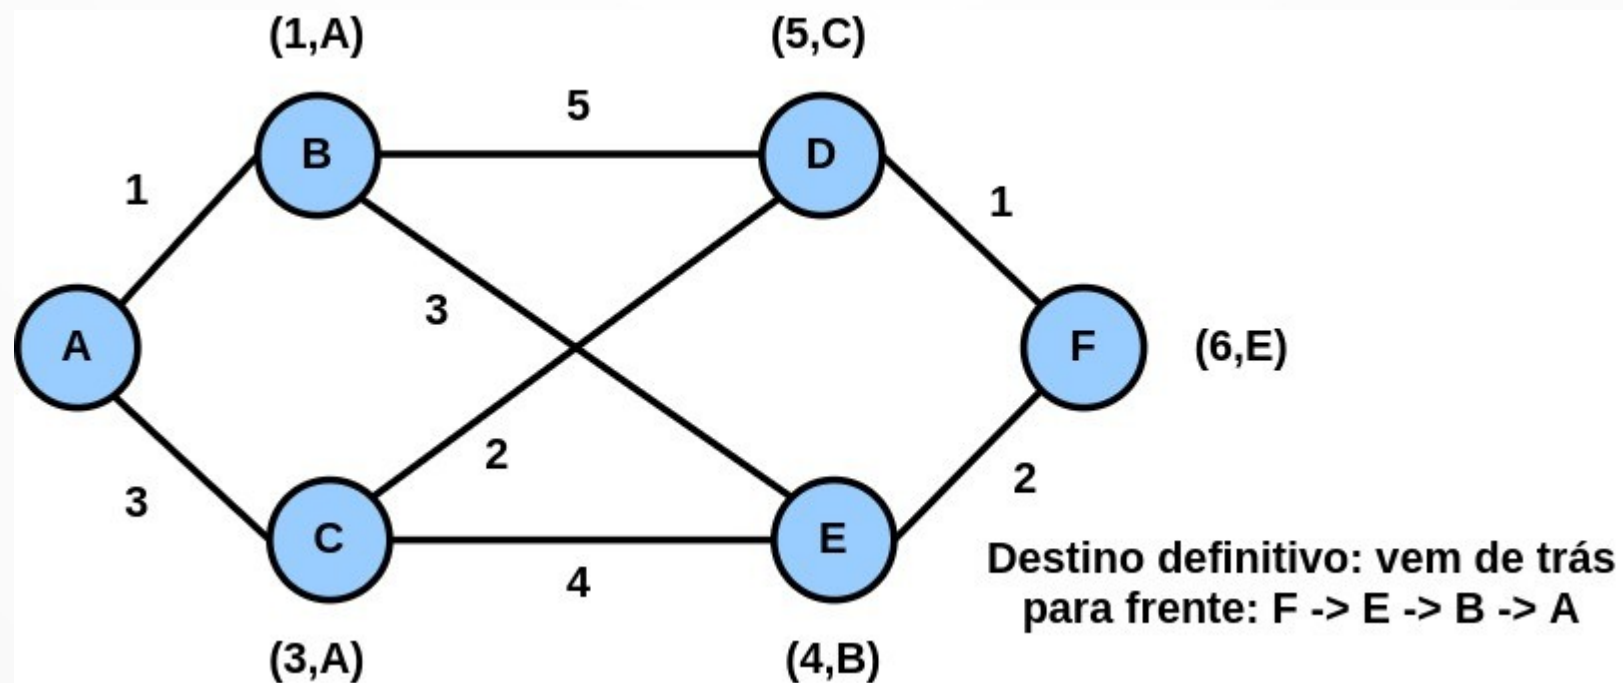 (1,A)
(5,C)
5
B
D
1
1
3
A
F
(6,E)
2
3
2
C
E
4
Destino definitivo: vem de trás
para frente: F -> E -> B -> A
(3,A)
(4,B)